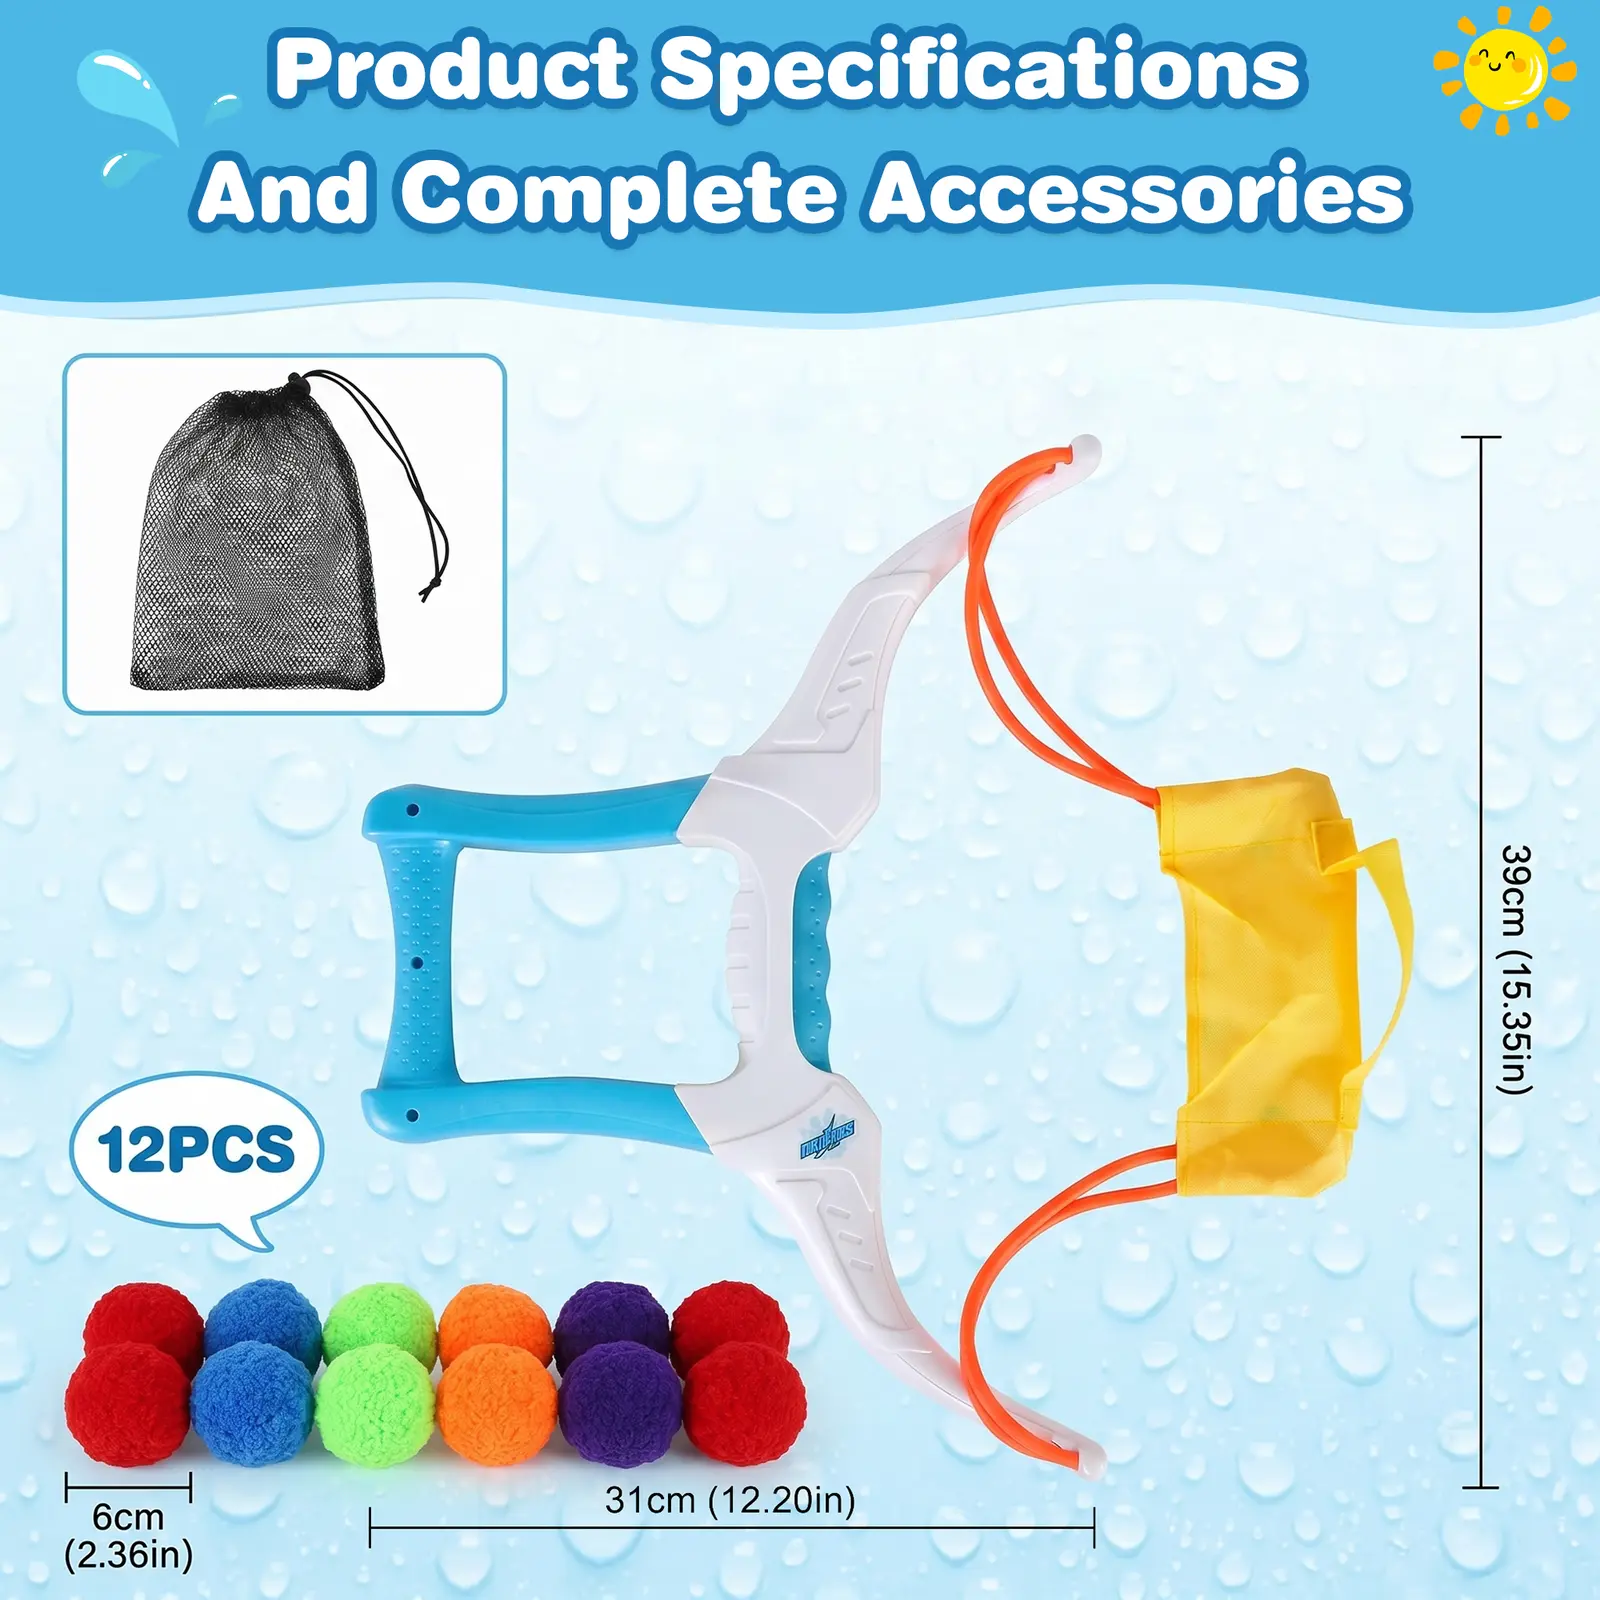 Product Specifications
And Complete Accessories
39cm (15.35in)
12PCS
31cm (12.20in)
6cm
(2.36in)